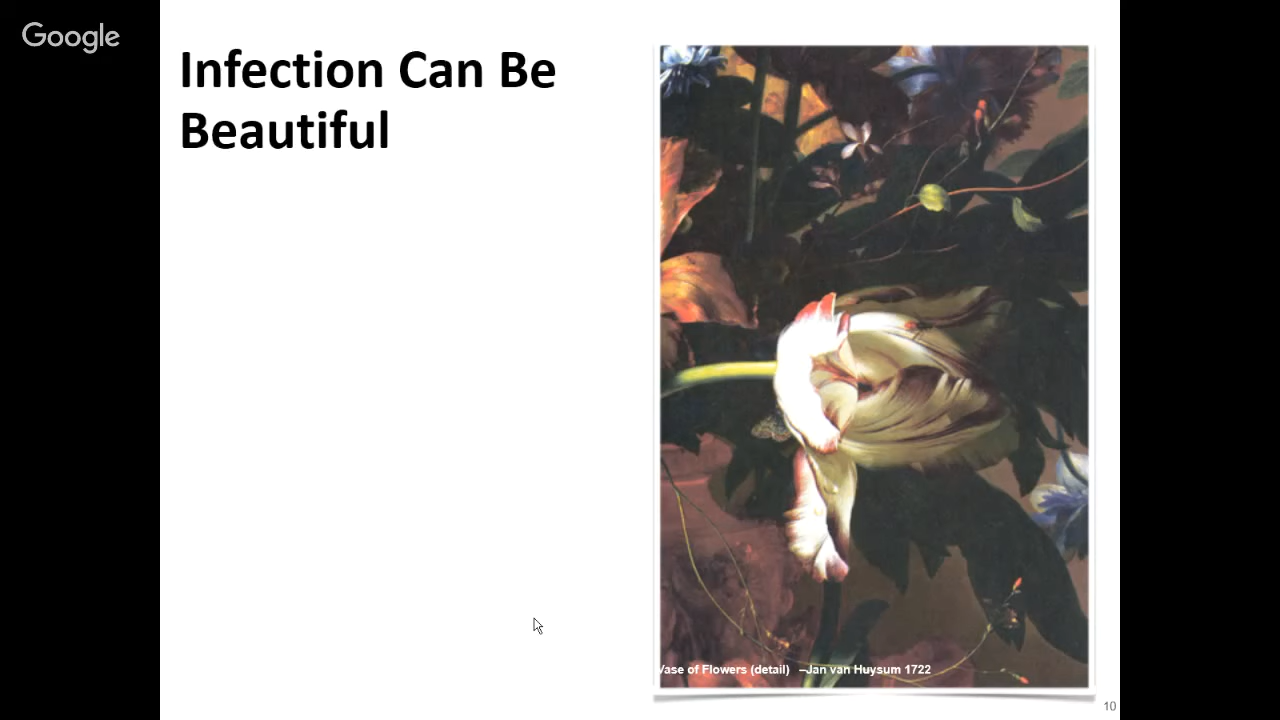 Google
Infection Can Be
Beautiful
Vase of Flowers (detail) –Jan van Huysum 1722
10